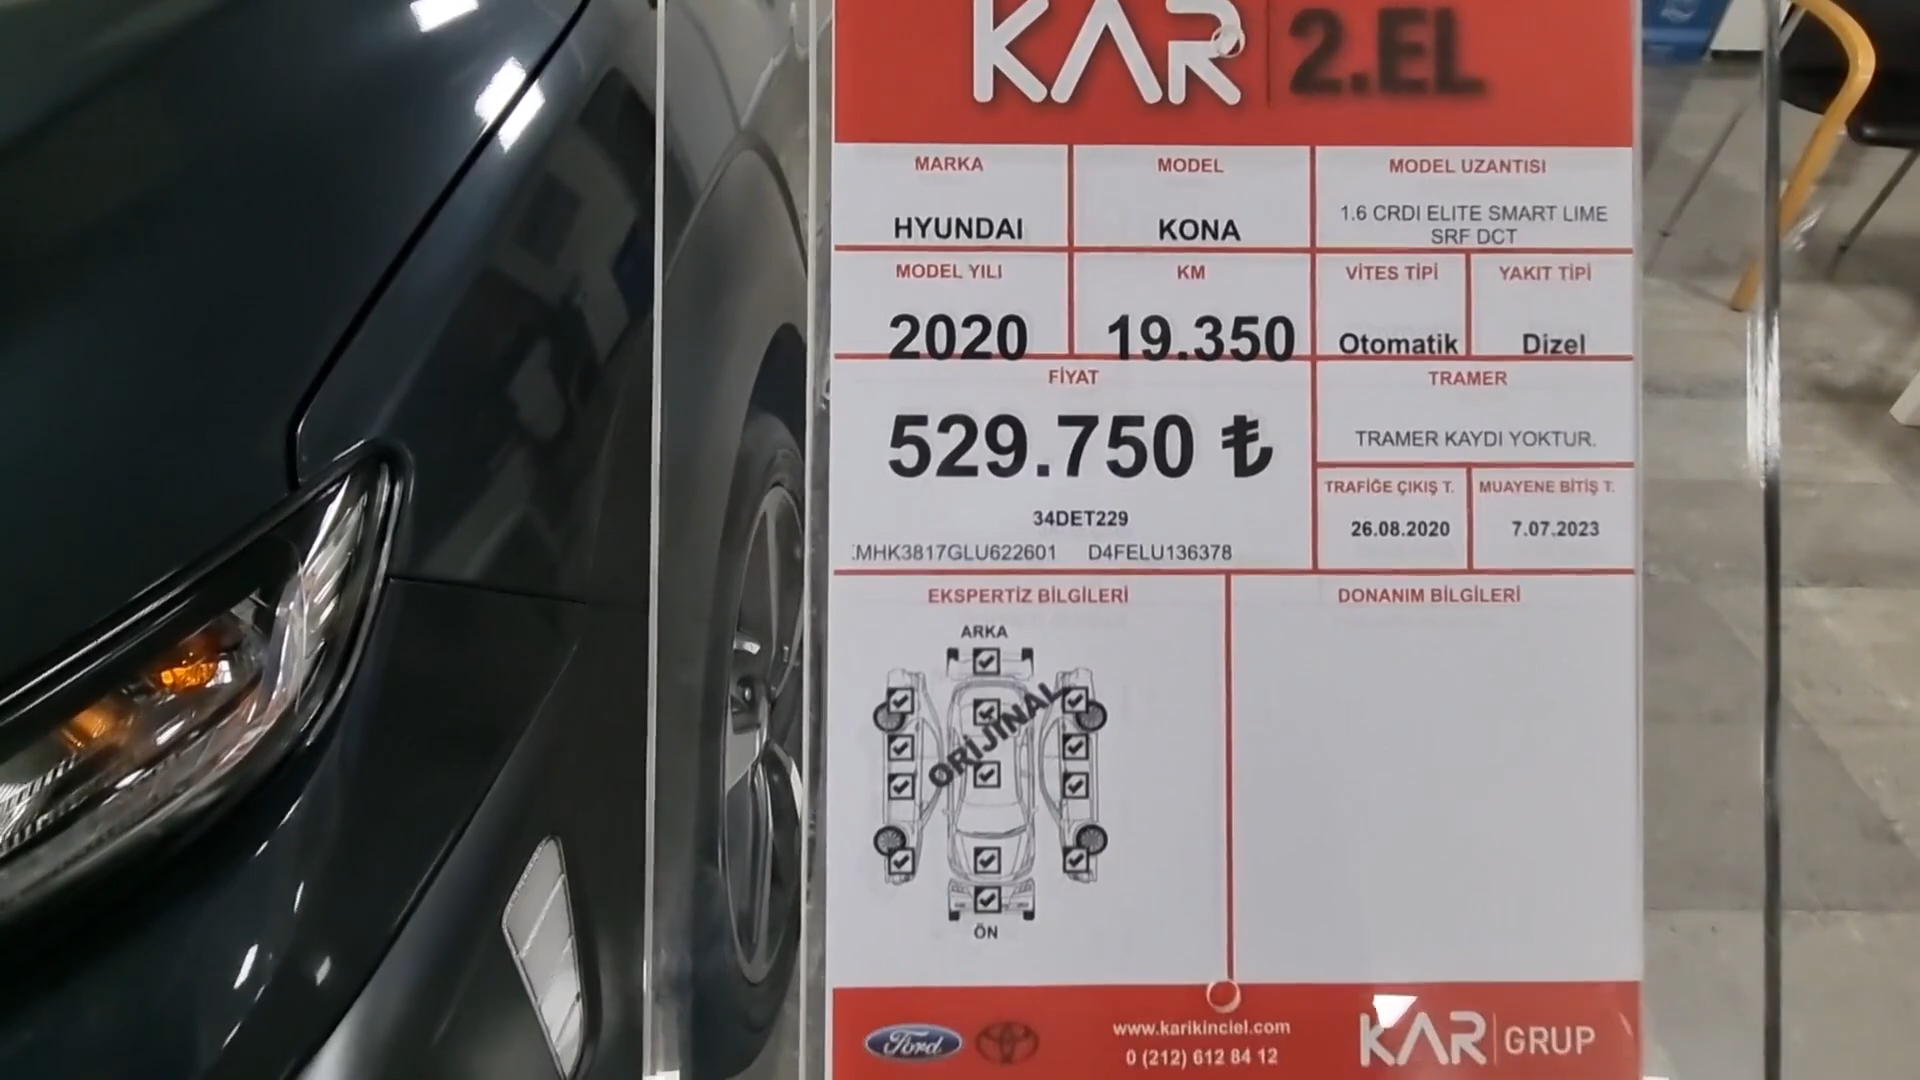 KAR 2.EL
MARKA
HYUNDAI
MODEL
KONA
MODEL UZANTISI
1.6 CRDI ELITE SMART LIME
SRF DCT
MODEL YILI
2020
KM
19.350
VİTES TİPİ
Otomatik
YAKIT TİPİ
Dizel
FİYAT
529.750 ₺
34DET229
MHK3817GLU622601 D4FELU136378
TRAMER
TRAMER KAYDI YOKTUR.
TRAFİĞE ÇIKIŞ T.
26.08.2020
MUAYENE BİTİŞ T.
7.07.2023
EKSPERTİZ BİLGİLERİ
ARKA
ORİJİNAL
ÖN
DONANIM BİLGİLERİ
Ford
www.karikinciel.com
0 (212) 612 84 12
KAR GRUP